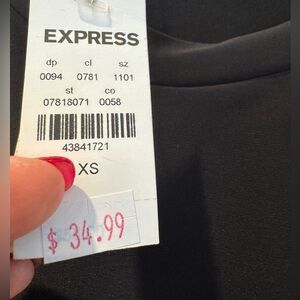 EXPRESS
dp cl sz
0094 0781 1101
st co
07818071 0058
43841721
XS
$ 34.99